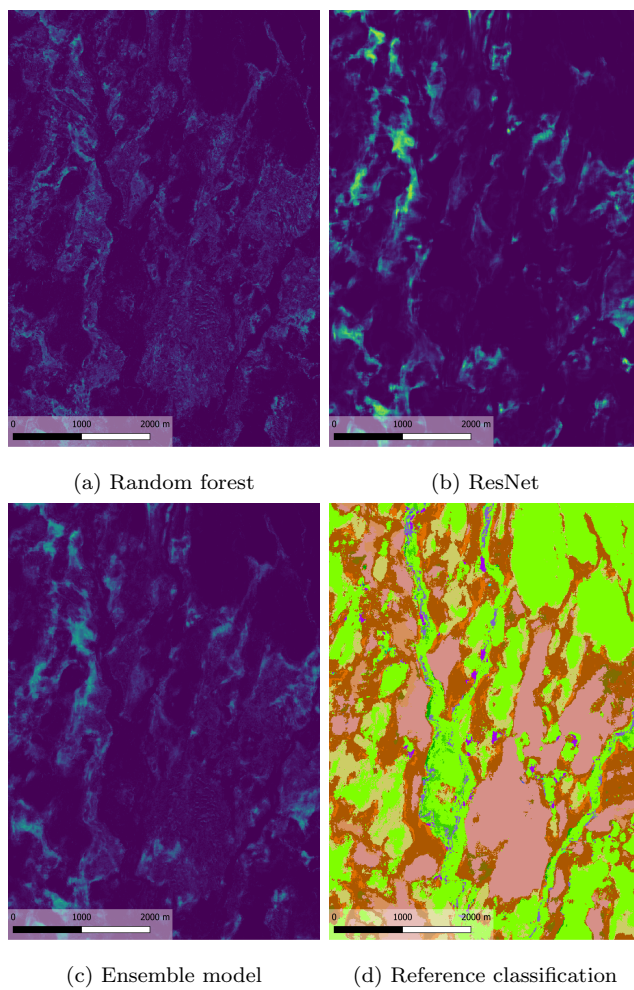 0 1000 2000 m
0 1000 2000 m
(a) Random forest
(b) ResNet
0 1000 2000 m
0 1000 2000 m
(c) Ensemble model
(d) Reference classification